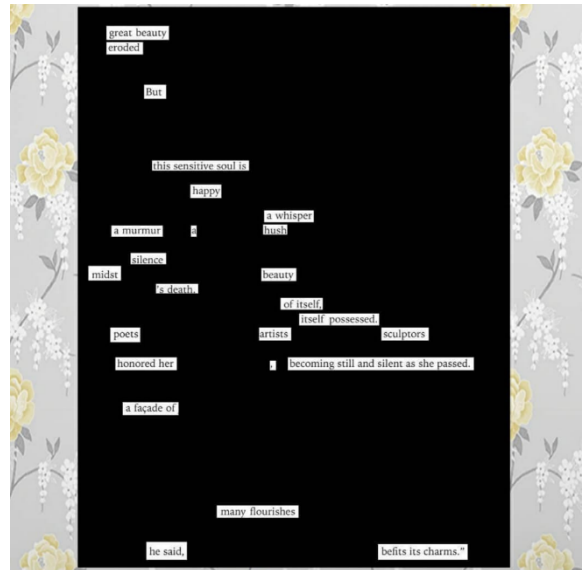 great beauty
eroded
But
this sensitive soul is
happy
a whisper
a murmur a hush
silence
midst beauty
's death.
of itself,
itself possessed.
poets artists sculptors
honored her , becoming still and silent as she passed.
a façade of
many flourishes
he said, befits its charms."